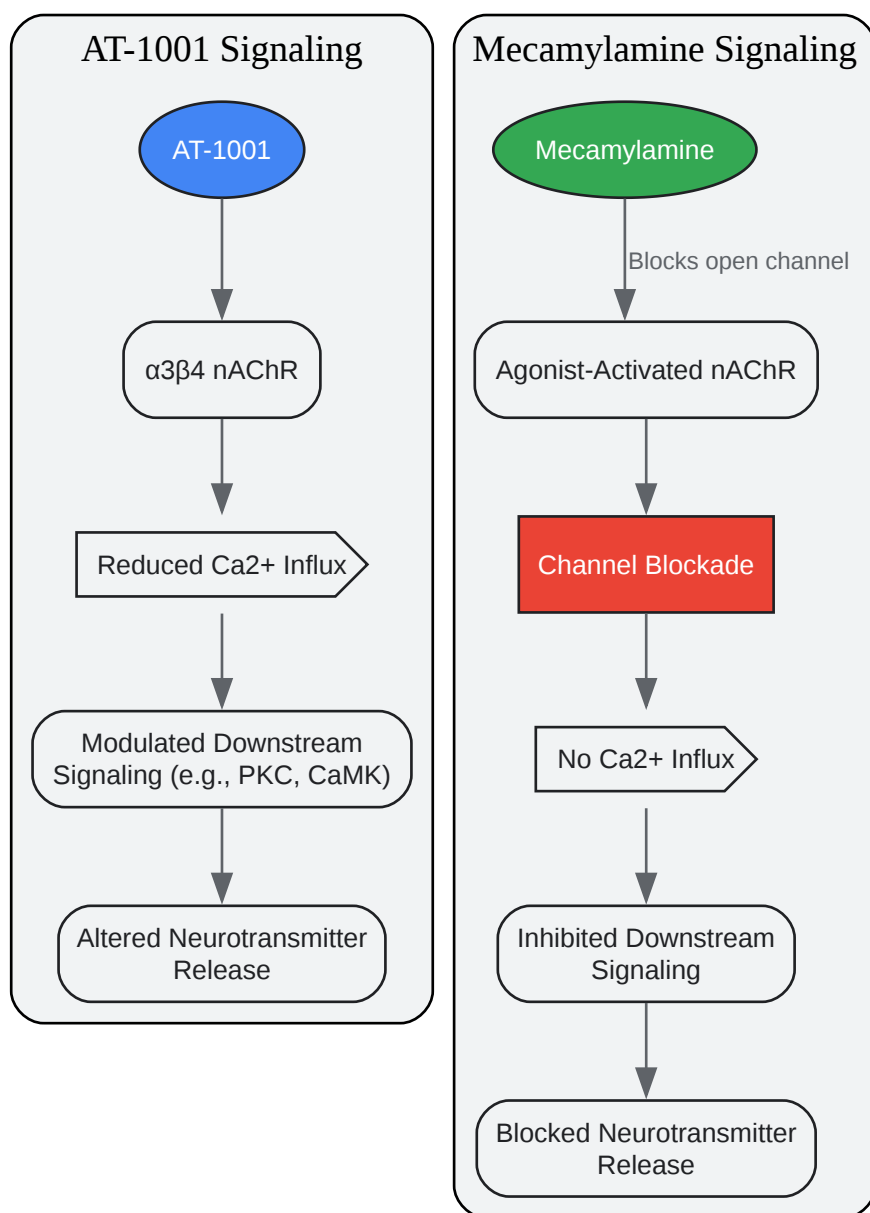 AT-1001 Signaling
AT-1001
α3β4 nAChR
Reduced Ca2+ Influx
Modulated Downstream
Signaling (e.g., PKC, CaMK)
Altered Neurotransmitter
Release
Mecamylamine Signaling
Mecamylamine
Blocks open channel
Agonist-Activated nAChR
Channel Blockade
No Ca2+ Influx
Inhibited Downstream
Signaling
Blocked Neurotransmitter
Release